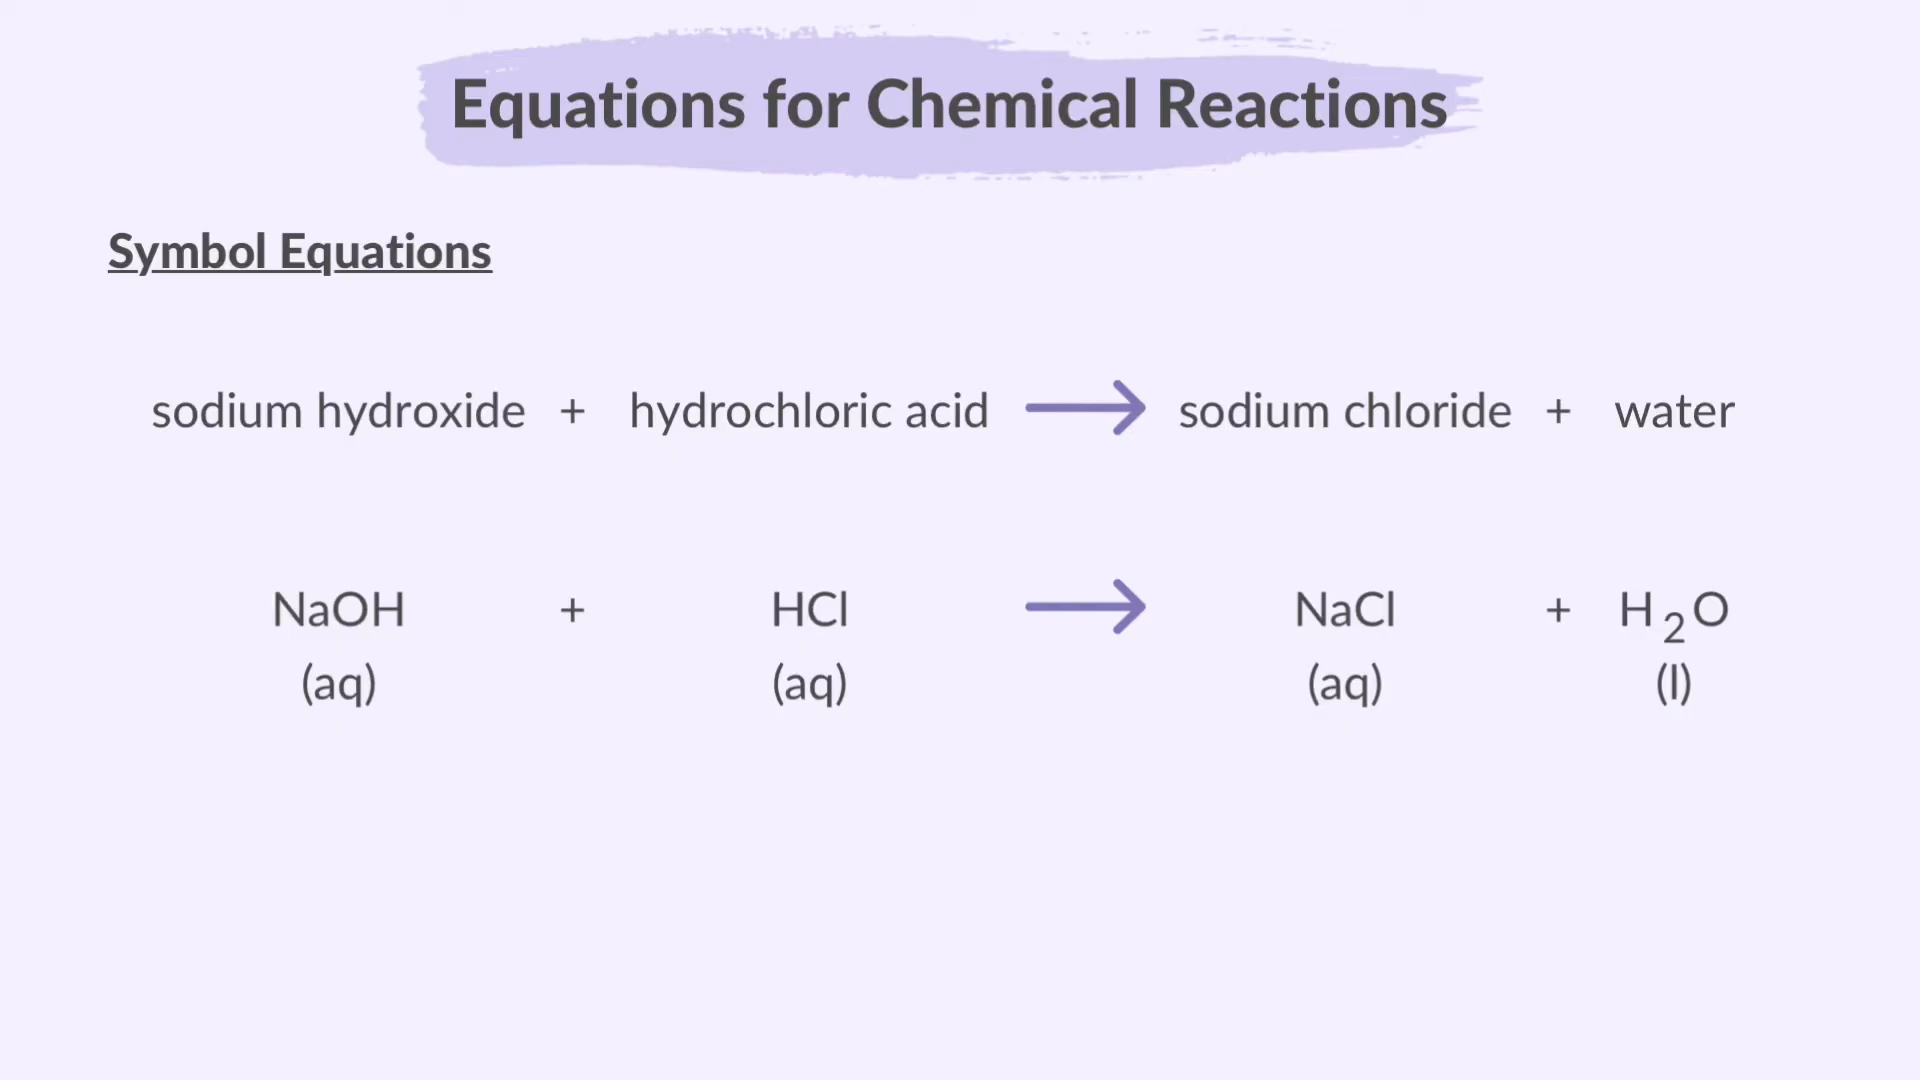 Equations for Chemical Reactions
Symbol Equations
sodium hydroxide + hydrochloric acid → sodium chloride + water
NaOH + HCl → NaCl + H₂O
(aq) (aq) (aq) (l)